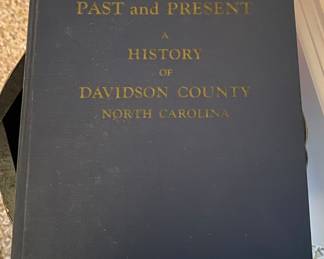 PAST and PRESENT
A
HISTORY
OF
DAVIDSON COUNTY
NORTH CAROLINA